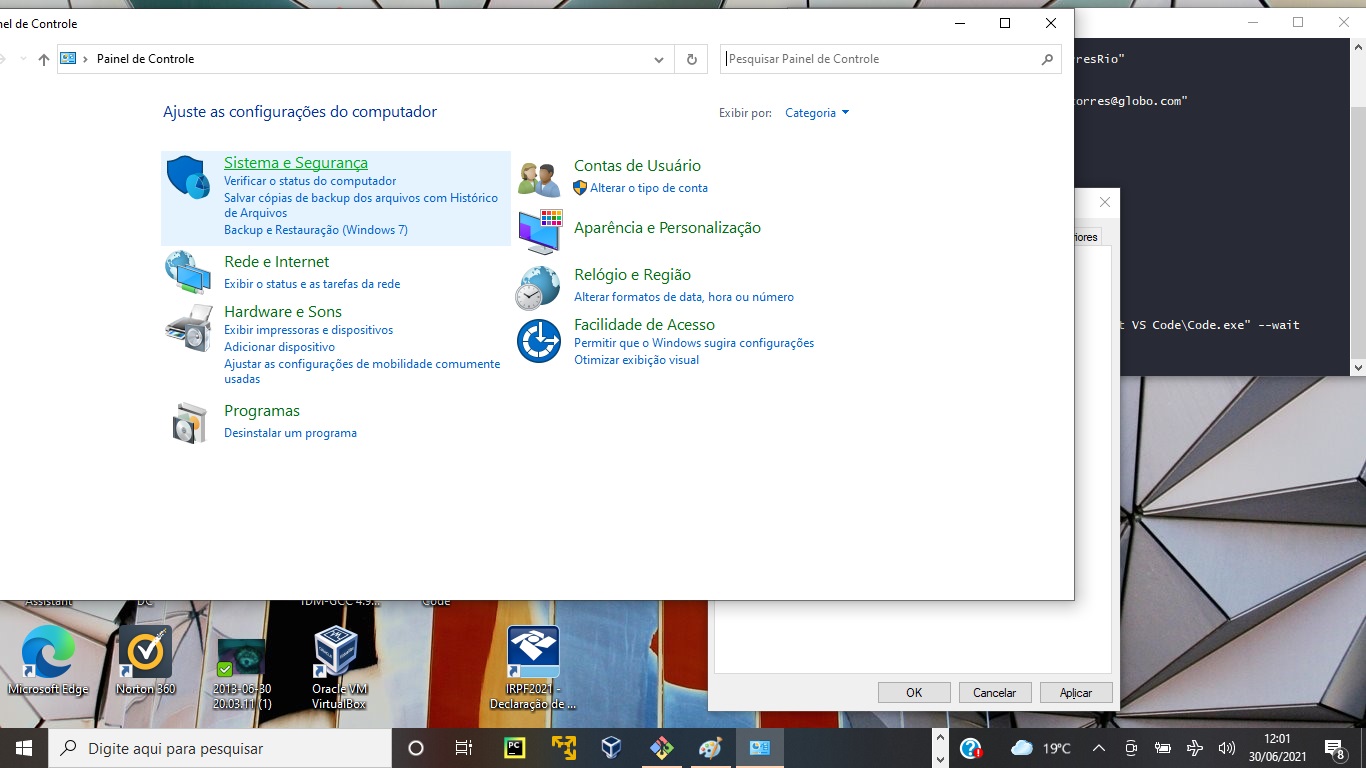 nel de Controle
Painel de Controle
Pesquisar Painel de Controle
Ajuste as configurações do computador
Exibir por:
Categoria
Sistema e Segurança
Verificar o status do computador
Salvar cópias de backup dos arquivos com Histórico
de Arquivos
Backup e Restauração (Windows 7)
Rede e Internet
Exibir o status e as tarefas da rede
Hardware e Sons
Exibir impressoras e dispositivos
Adicionar dispositivo
Ajustar as configurações de mobilidade comumente
usadas
Programas
Desinstalar um programa
Contas de Usuário
Alterar o tipo de conta
Aparência e Personalização
Relógio e Região
Alterar formatos de data, hora ou número
Facilidade de Acesso
Permitir que o Windows sugira configurações
Otimizar exibição visual
rresRio"
torres@globo.com"
t VS Code\Code.exe" --wait
riores
OK
Cancelar
Aplicar
Assistant
DC
TDM-GCC 4.9...
Code
Microsoft Edge
Norton 360
2013-06-30
20.03.11 (1)
Oracle VM
VirtualBox
IRPF2021 -
Declaração de ...
Digite aqui para pesquisar
PC
19°C
12:01
30/06/2021
8